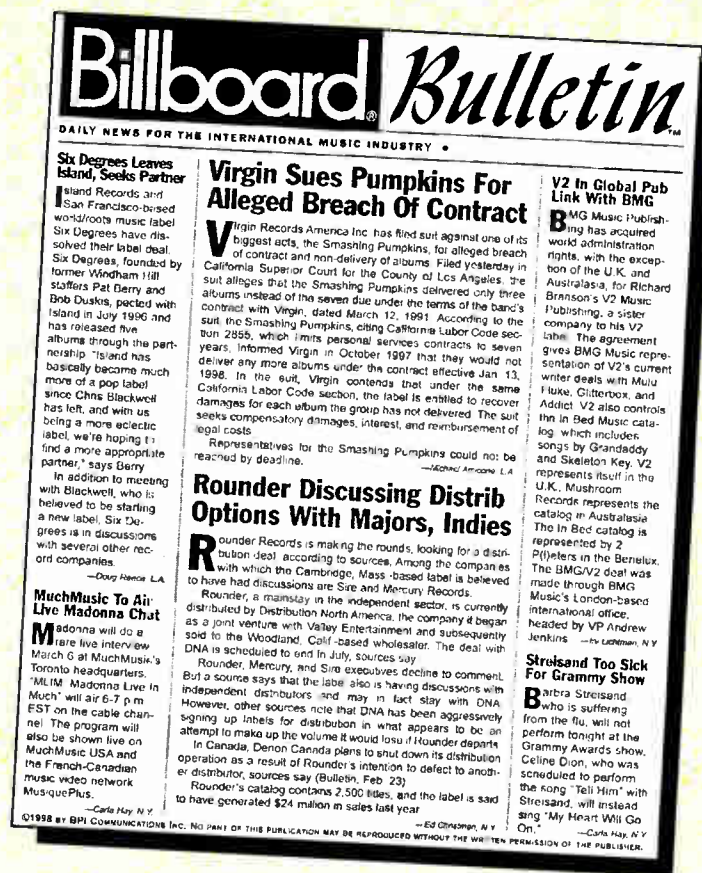 Billboard® Bulletin™
DAILY NEWS FOR THE INTERNATIONAL MUSIC INDUSTRY •
Six Degrees Leaves
Island, Seeks Partner
Island Records and
San Francisco-based
world/roots music label
Six Degrees have dis-
solved their label deal.
Six Degrees, founded by
former Windham Hill
staffers Pat Berry and
Bob Duskis, pacted with
Island in July 1996 and
has released five
albums through the part-
nership "Island has
basically became much
more of a pop label
since Chris Blackwell
has left, and with us
being a more eclectic
label, we're hoping to
find a more appropriate
partner," says Berry
In addition to meeting
with Blackwell, who is
believed to be starting
a new label, Six De-
grees is in discussions
with several other rec-
ord companies.
—Doug Reece L.A.
MuchMusic To Air
Live Madonna Chat
Madonna will do a
rare live interview
March 6 at MuchMusic's
Toronto headquarters.
"MLIM Madonna Live In
Much" will air 6-7 p m
EST on the cable chan-
nel The program will
also be shown live on
MuchMusic USA and
the French-Canadian
music video network
MusiquePlus.
—Carla Hay, N.Y.
Virgin Sues Pumpkins For
Alleged Breach Of Contract
Virgin Records America Inc has filed suit against one of its
biggest acts, the Smashing Pumpkins, for alleged breach
of contract and non-delivery of albums. Filed yesterday in
California Superior Court for the County of Los Angeles, the
suit alleges that the Smashing Pumpkins delivered only three
albums instead of the seven due under the terms of the band's
contract with Virgin, dated March 12, 1991 According to the
suit, the Smashing Pumpkins, citing California Labor Code sec-
tion 2855, which limits personal services contracts to seven
years, informed Virgin in October 1997 that they would not
deliver any more albums under the contract effective Jan 13,
1998. In the suit, Virgin contends that under the same
California Labor Code section, the label is entitled to recover
damages for each album the group has not delivered The suit
seeks compensatory damages, interest, and reimbursement of
legal costs
Representatives for the Smashing Pumpkins could not be
reached by deadline.
—Michael Amicone L.A.
Rounder Discussing Distrib
Options With Majors, Indies
Rounder Records is making the rounds, looking for a distri-
bution deal according to sources, Among the companies
with which the Cambridge, Mass -based label is believed
to have had discussions are Sire and Mercury Records.
Rounder, a mainstay in the independent sector, is currently
distributed by Distribution North America, the company it began
as a joint venture with Valley Entertainment and subsequently
sold to the Woodland, Calif -based wholesaler. The deal with
DNA is scheduled to end in July, sources say
Rounder, Mercury, and Sire executives decline to comment.
But a source says that the label also is having discussions with
independent distributors and may in fact stay with DNA
However, other sources note that DNA has been aggressively
signing up labels for distribution in what appears to be an
attempt to make up the volume it would lose if Rounder departs
In Canada, Denon Canada plans to shut down its distribution
operation as a result of Rounder's intention to defect to anoth-
er distributor, sources say (Bulletin, Feb 23)
Rounder's catalog contains 2,500 titles, and the label is said
to have generated $24 million in sales last year
—Ed Christman, N Y
V2 In Global Pub
Link With BMG
BMG Music Publish-
ing has acquired
world administration
rights, with the excep-
tion of the U.K. and
Australasia, for Richard
Branson's V2 Music
Publishing, a sister
company to his V2
label The agreement
gives BMG Music repre-
sentation of V2's current
writer deals with Mulu
Fluke, Glitterbox, and
Addict V2 also controls
the In Bed Music cata-
log which includes
songs by Grandaddy
and Skeleton Key. V2
represents itself in the
U.K., Mushroom
Records represents the
catalog in Australasia
The In Bed catalog is
represented by 2
P(i)eters in the Benelux.
The BMG/V2 deal was
made through BMG
Music's London-based
international office,
headed by VP Andrew
Jenkins —Irv Lichtman, N Y
Streisand Too Sick
For Grammy Show
Barbra Streisand
who is suffering
from the flu, will not
perform tonight at the
Grammy Awards show.
Celine Dion, who was
scheduled to perform
the song "Tell Him" with
Streisand, will instead
sing "My Heart Will Go
On."
—Carla Hay, N Y
©1998 BY BPI COMMUNICATIONS INC. NO PART OF THIS PUBLICATION MAY BE REPRODUCED WITHOUT THE WRITTEN PERMISSION OF THE PUBLISHER.